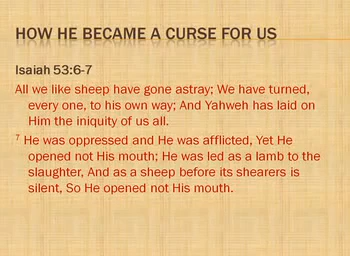 HOW HE BECAME A CURSE FOR US
Isaiah 53:6-7
All we like sheep have gone astray; We have turned,
every one, to his own way; And Yahweh has laid on
Him the iniquity of us all.
7 He was oppressed and He was afflicted, Yet He
opened not His mouth; He was led as a lamb to the
slaughter, And as a sheep before its shearers is
silent, So He opened not His mouth.